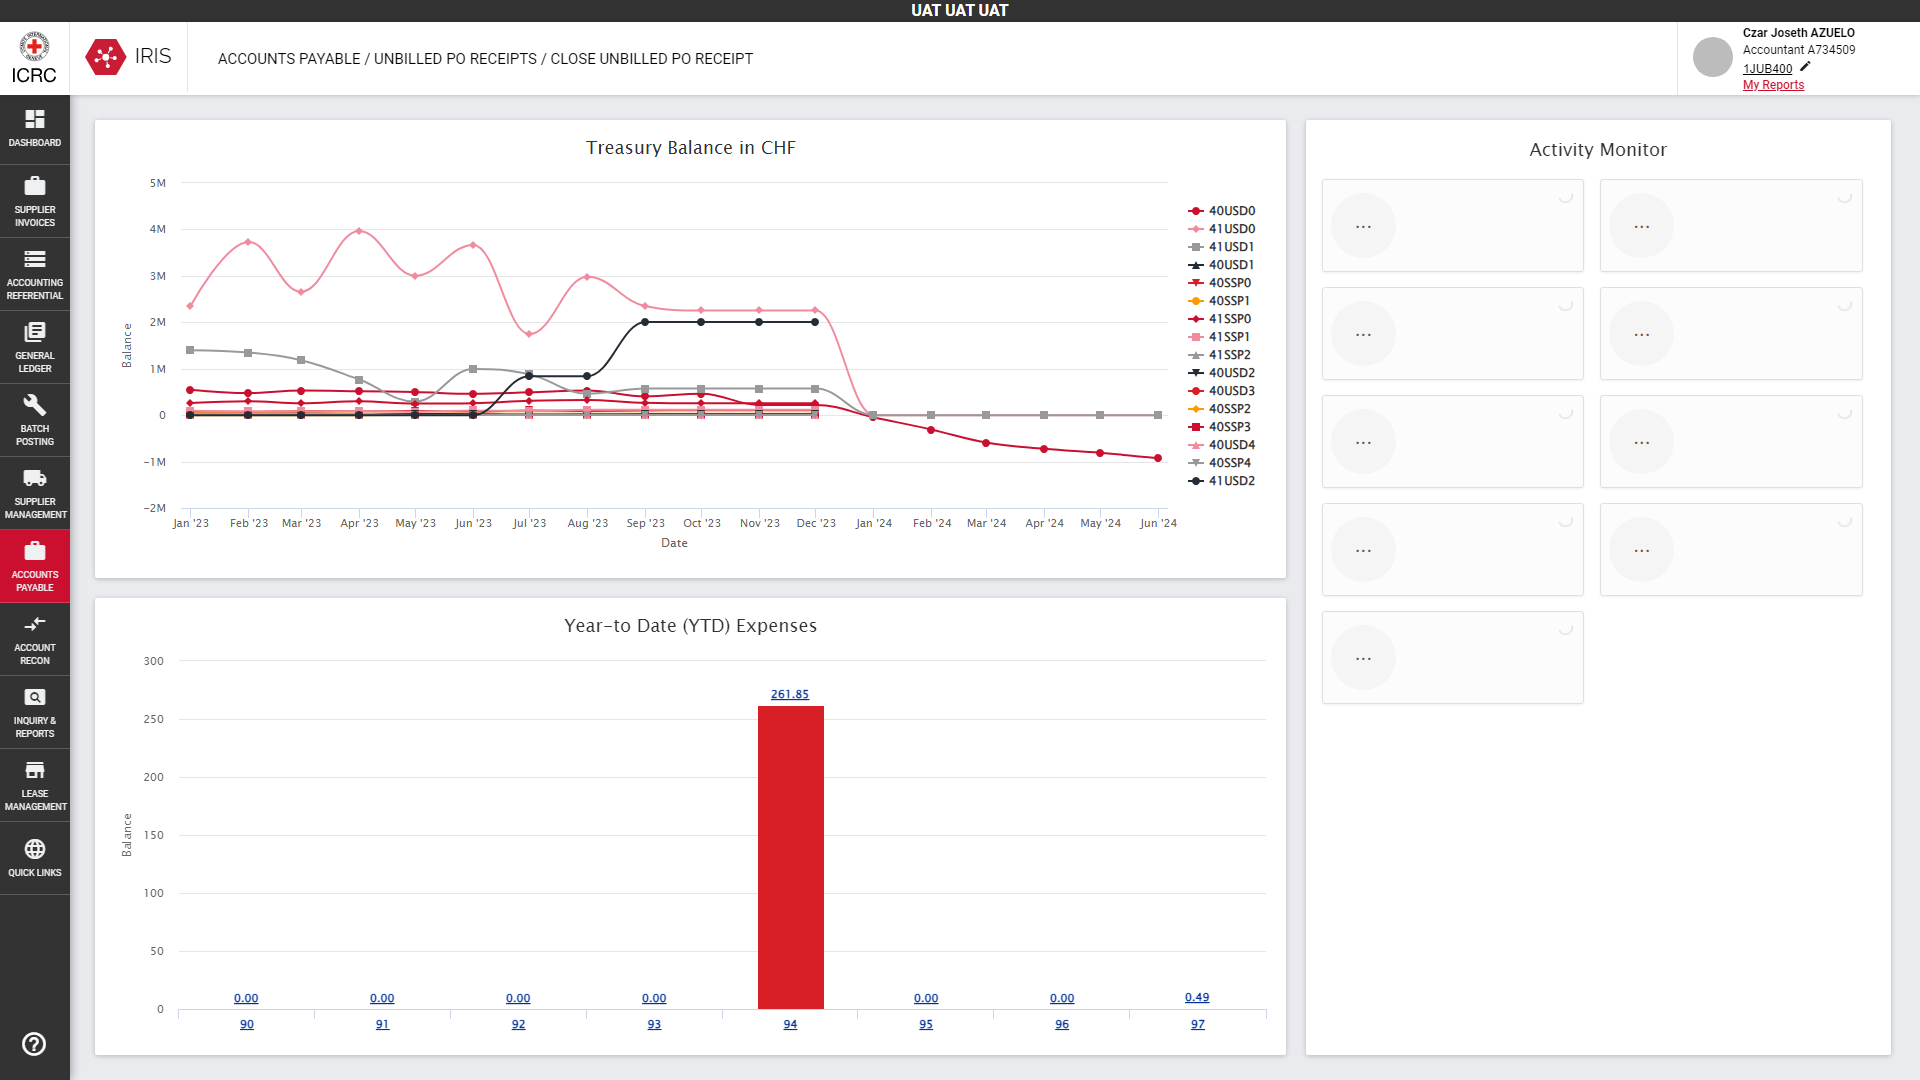 UAT UAT UAT
ICRC
IRIS
ACCOUNTS PAYABLE / UNBILLED PO RECEIPTS / CLOSE UNBILLED PO RECEIPT
Czar Joseth AZUELO
Accountant A734509
1JUB400
My Reports
DASHBOARD
SUPPLIER
INVOICES
ACCOUNTING
REFERENTIAL
GENERAL
LEDGER
BATCH
POSTING
SUPPLIER
MANAGEMENT
ACCOUNTS
PAYABLE
ACCOUNT
RECON
INQUIRY &
REPORTS
LEASE
MANAGEMENT
QUICK LINKS
Treasury Balance in CHF
Balance
5M
4M
3M
2M
1M
0
-1M
-2M
Jan '23 Feb '23 Mar '23 Apr '23 May '23 Jun '23 Jul '23 Aug '23 Sep '23 Oct '23 Nov '23 Dec '23 Jan '24 Feb '24 Mar '24 Apr '24 May '24 Jun '24
Date
40USD0
41USD0
41USD1
40USD1
40SSP0
40SSP1
41SSP0
41SSP1
41SSP2
40USD2
40USD3
40SSP2
40SSP3
40USD4
40SSP4
41USD2
Year-to Date (YTD) Expenses
Balance
300
250
200
150
100
50
0
0.00 0.00 0.00 0.00 261.85 0.00 0.00 0.49
90 91 92 93 94 95 96 97
Activity Monitor
... ...
... ...
... ...
... ...
...